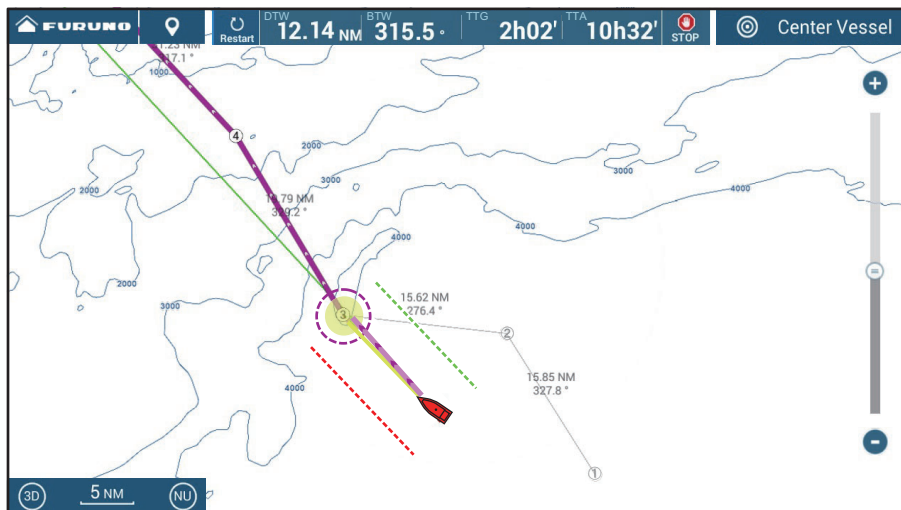 FURUNO
Restart
DTW
12.14 NM
BTW
315.5 °
TTG
2h02'
TTA
10h32'
STOP
Center Vessel
1000
4
2000
3000
2000
3000
4000
4000
4000
3000
2000
3
15.62 NM
276.4 °
2
15.85 NM
327.8 °
4000
1
3D
5 NM
NU